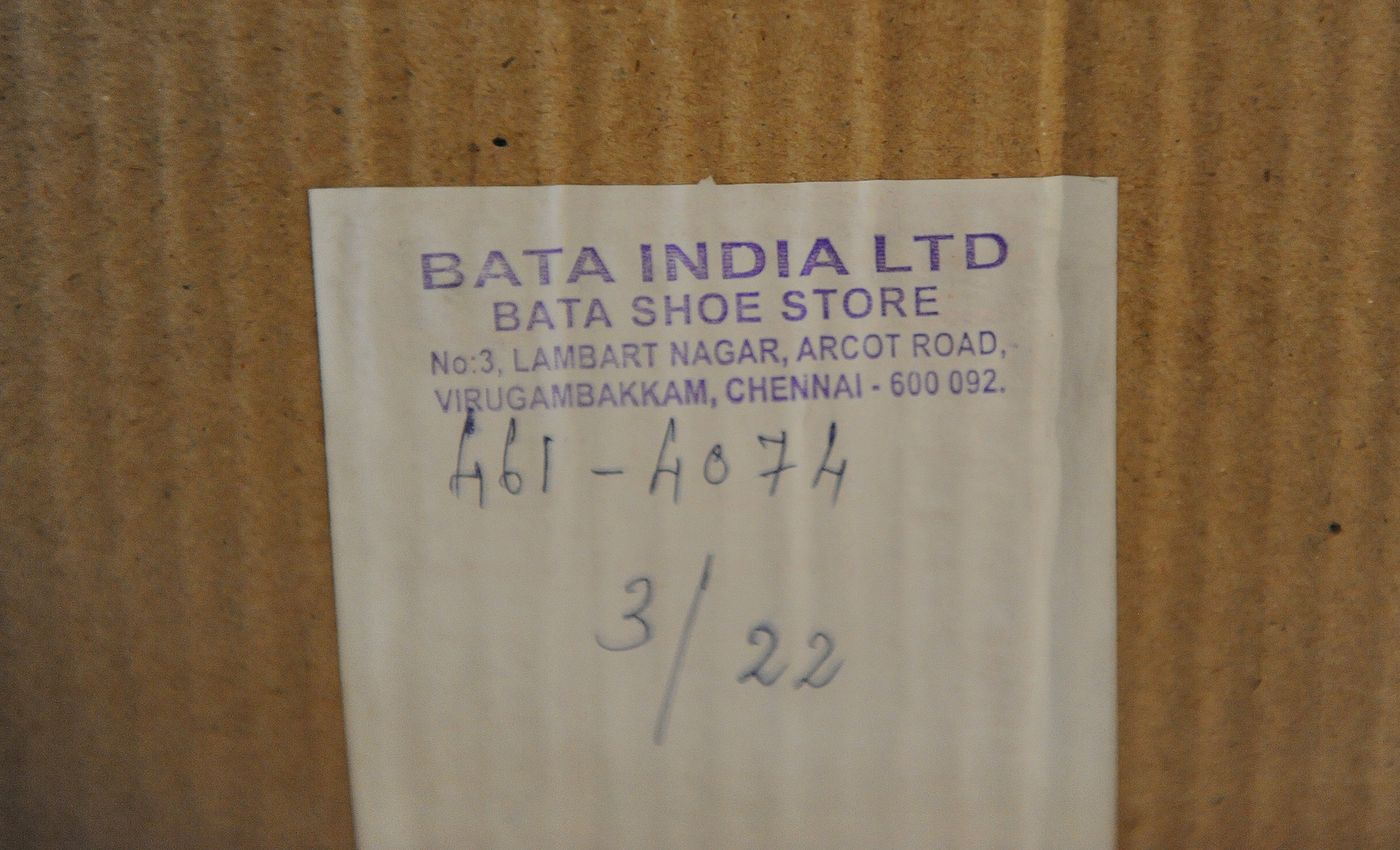 BATA INDIA LTD
BATA SHOE STORE
No:3, LAMBART NAGAR, ARCOT ROAD,
VIRUGAMBAKKAM, CHENNAI - 600 092.
461 - 4074
3/22